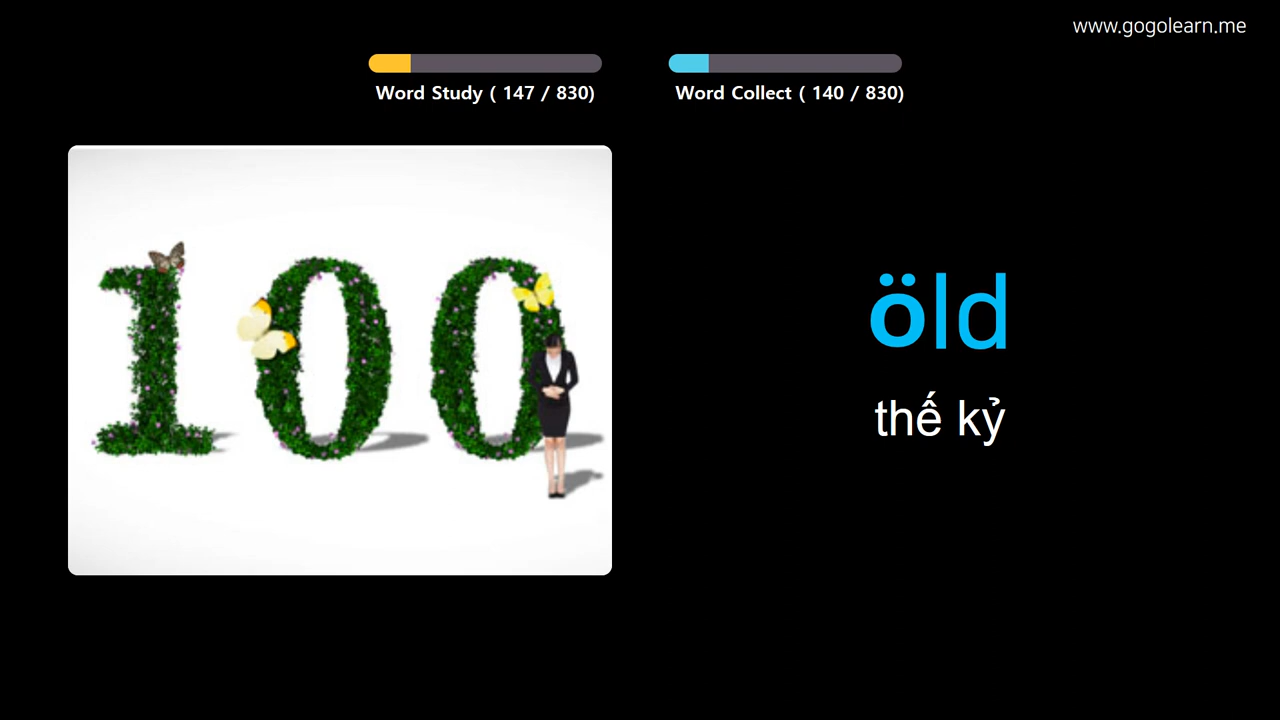 www.gogolearn.me
Word Study ( 147 / 830)
Word Collect ( 140 / 830)
100
öld
thế kỷ